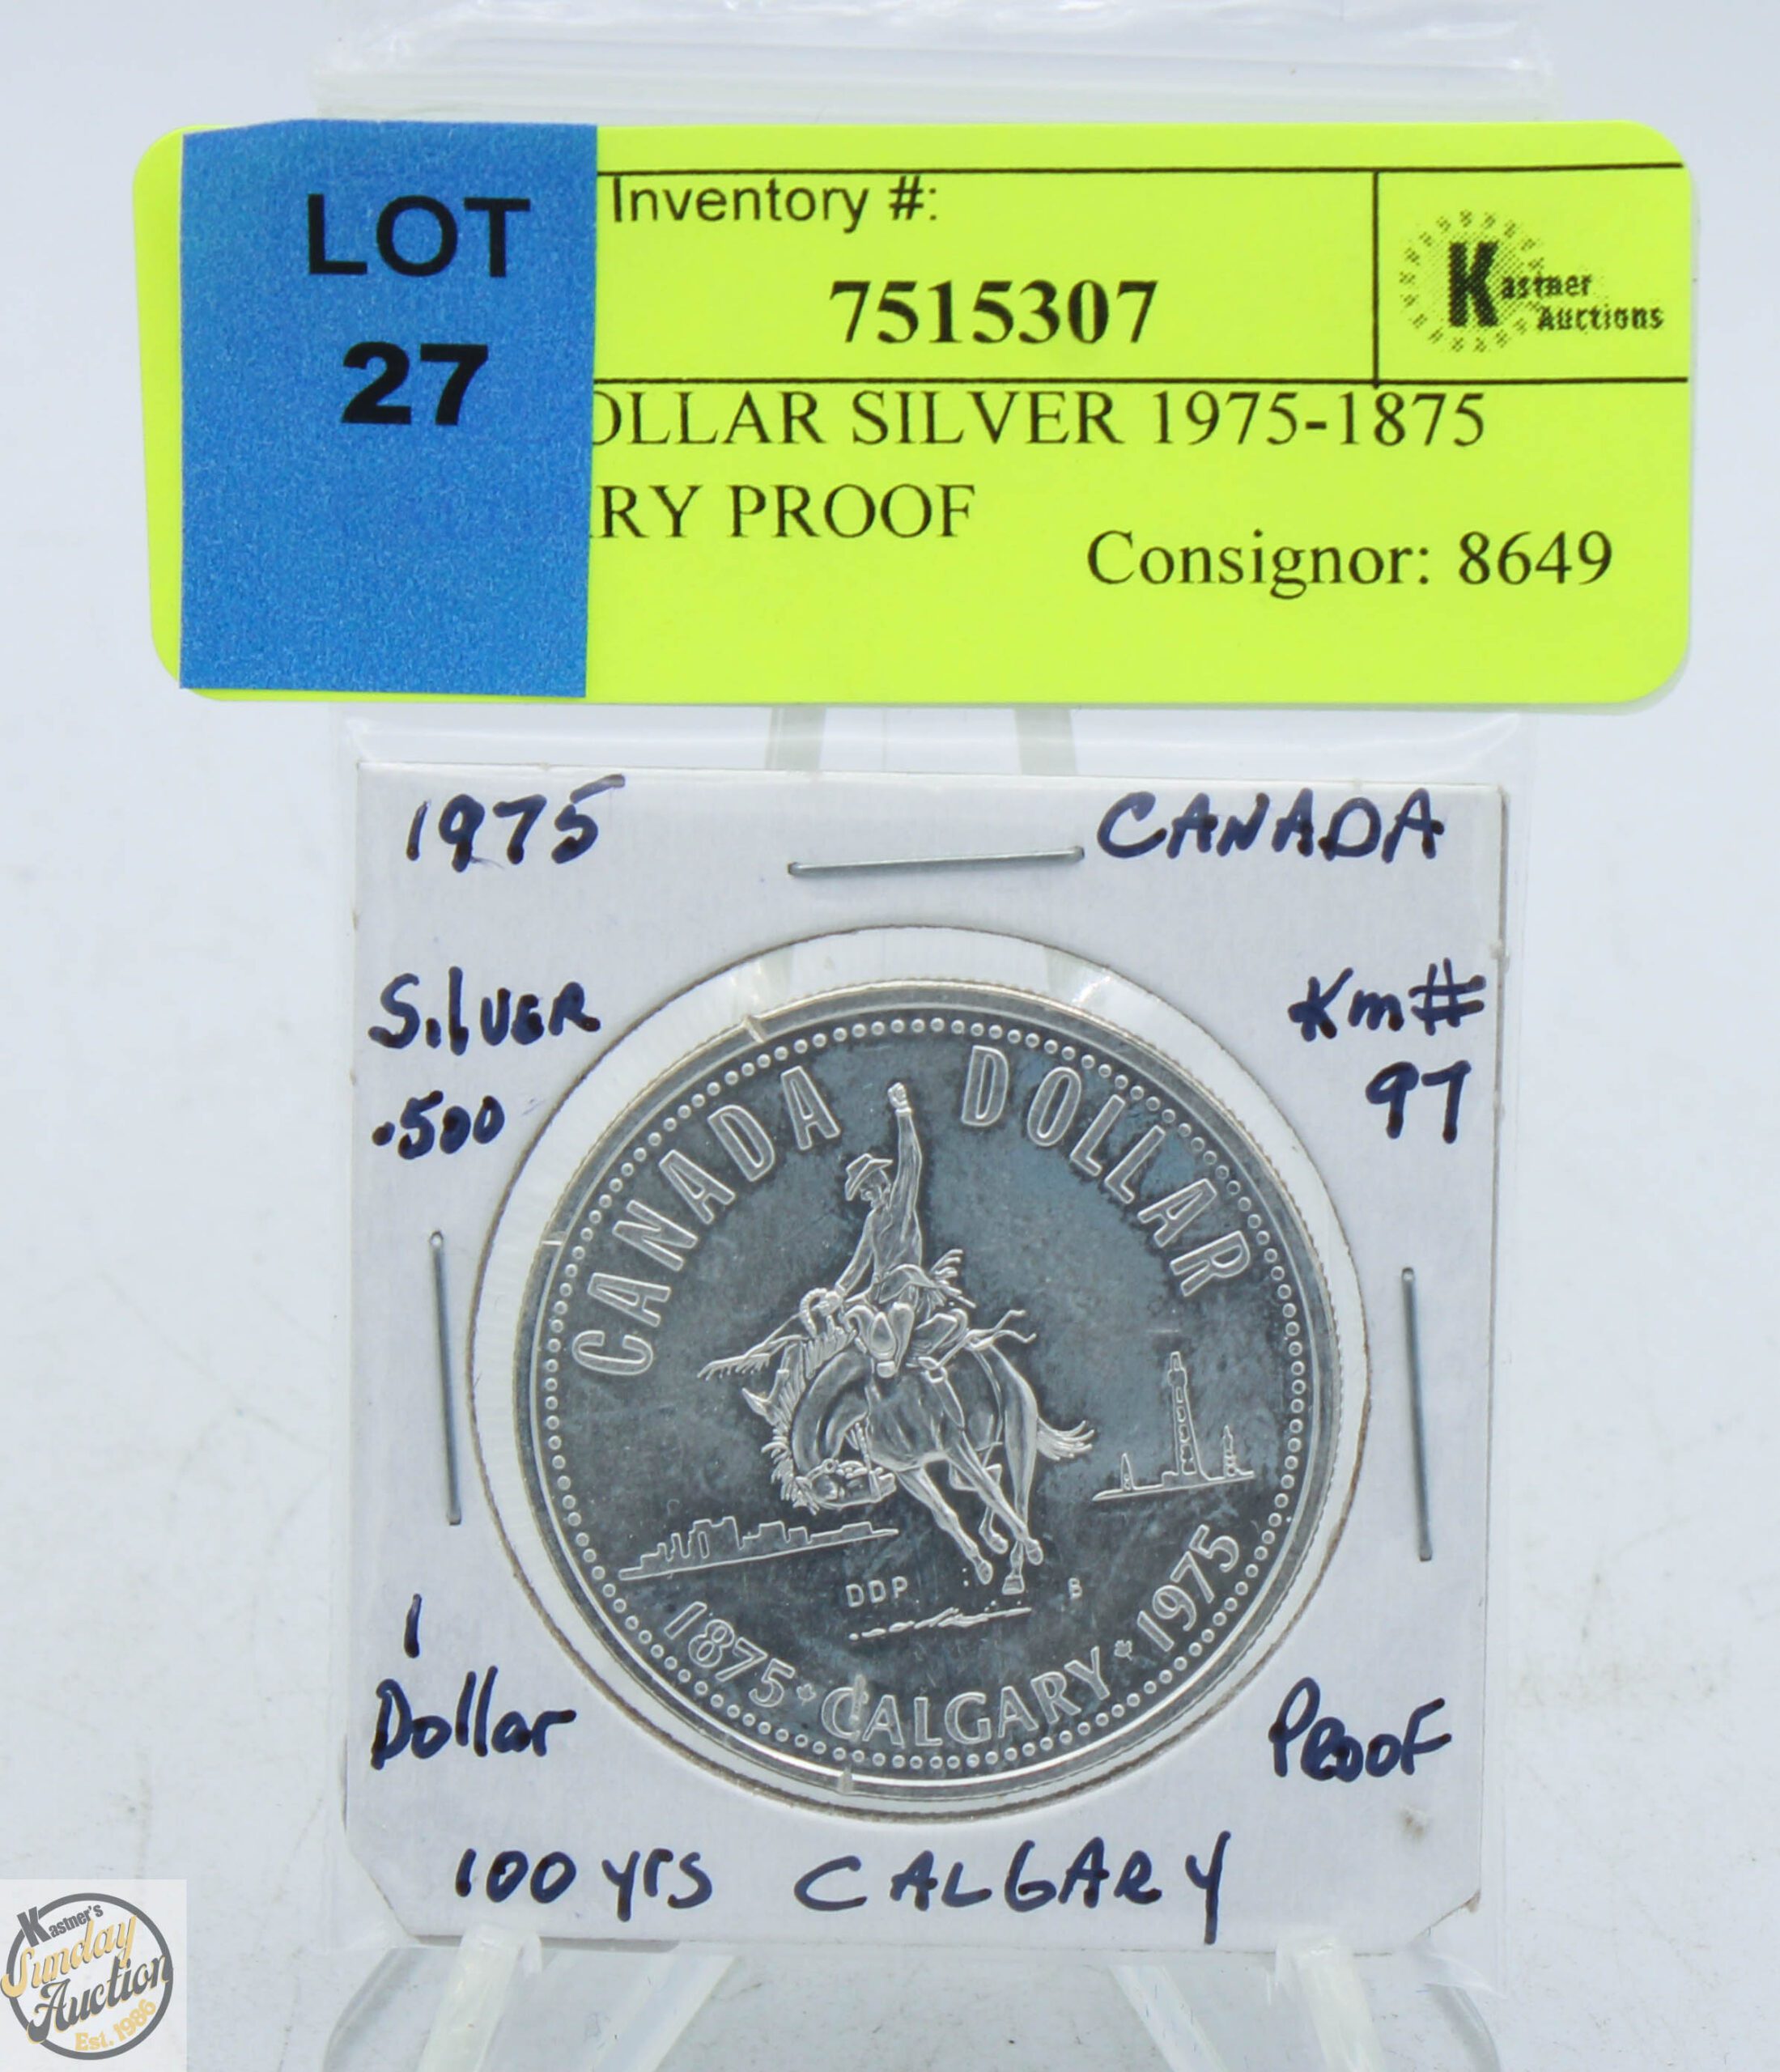 LOT
27
Inventory #:
7515307
Kastner
Auctions
OLLAR SILVER 1975-1875
RY PROOF
Consignor: 8649
1975
CANADA
Silver
.500
Km#
97
CANADA DOLLAR
DDP
B
1875 CALGARY 1975
1
Dollar
Proof
100 yrs CALGARY
Kastner's
Sunday
Auction
Est. 1986